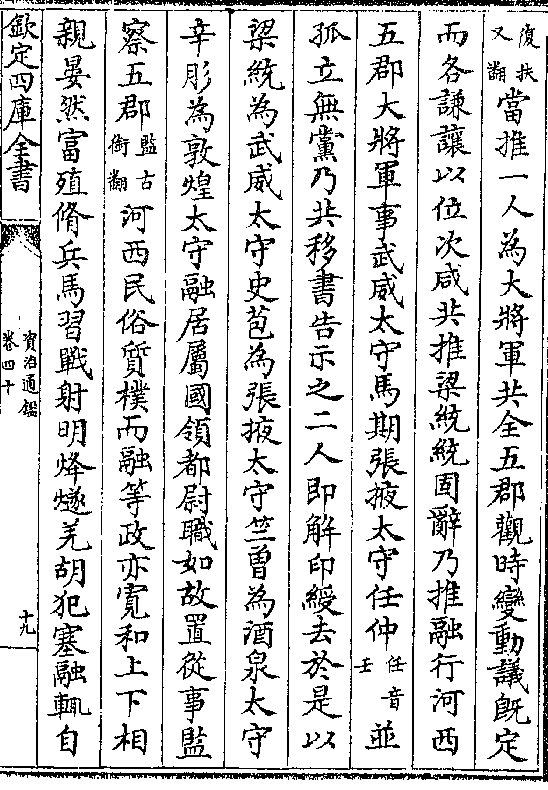 復扶又翻當推一人為大將軍共全五郡觀時變動議既定
而各謙讓以位次咸共推梁統統固辭乃推融行河西
五郡大將軍事武威太守馬期張掖太守任仲任音壬並
孤立無黨乃共移書告示之二人即解印綬去於是以
梁統為武威太守史苞為張掖太守竺曾為酒泉太守
辛肜為敦煌太守融居屬國領都尉職如故置從事監
察五郡監古銜翻河西民俗質樸而融等政亦寬和上下相
親晏然富殖脩兵馬習戰射明烽燧羌胡犯塞融輒自
欽定四庫全書
資治通鑑
卷四十
十九